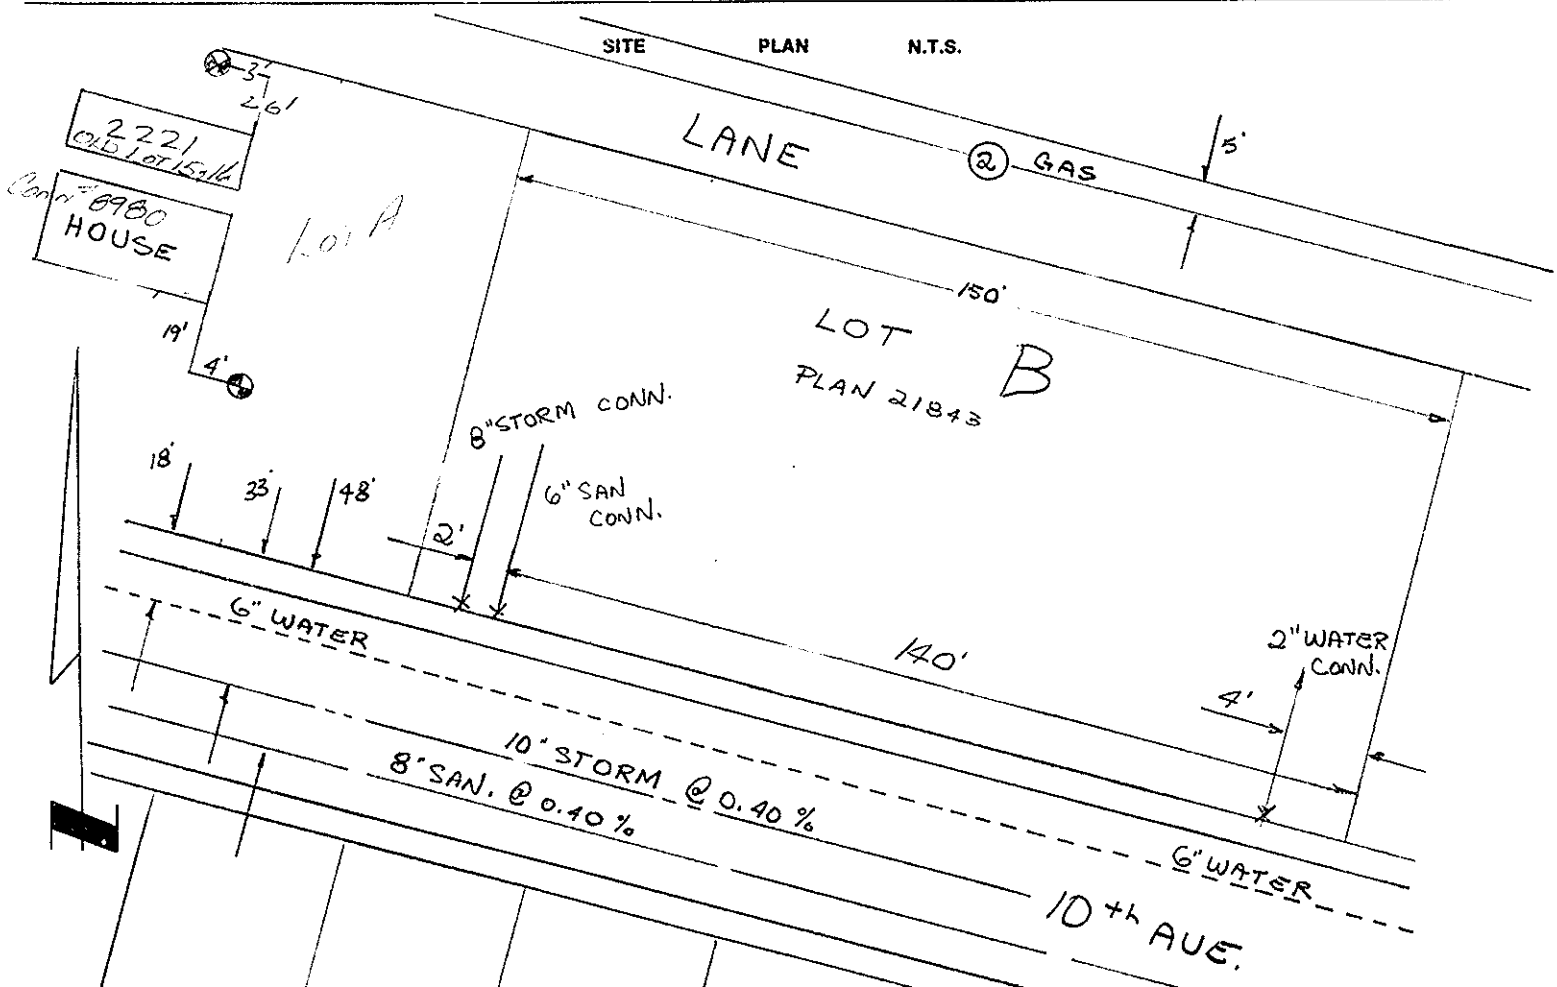 SITE PLAN N.T.S.
3'
26'
2221
OLD LOT 15,16
Conn # 8980
HOUSE
LOT A
19'
4'
LANE
2 GAS
5'
150'
LOT B
PLAN 21843
8" STORM CONN.
6" SAN
CONN.
18'
33'
48'
2'
140'
2" WATER
CONN.
4'
6" WATER
10" STORM @ 0.40 %
8" SAN. @ 0.40 %
6" WATER
10th AVE.